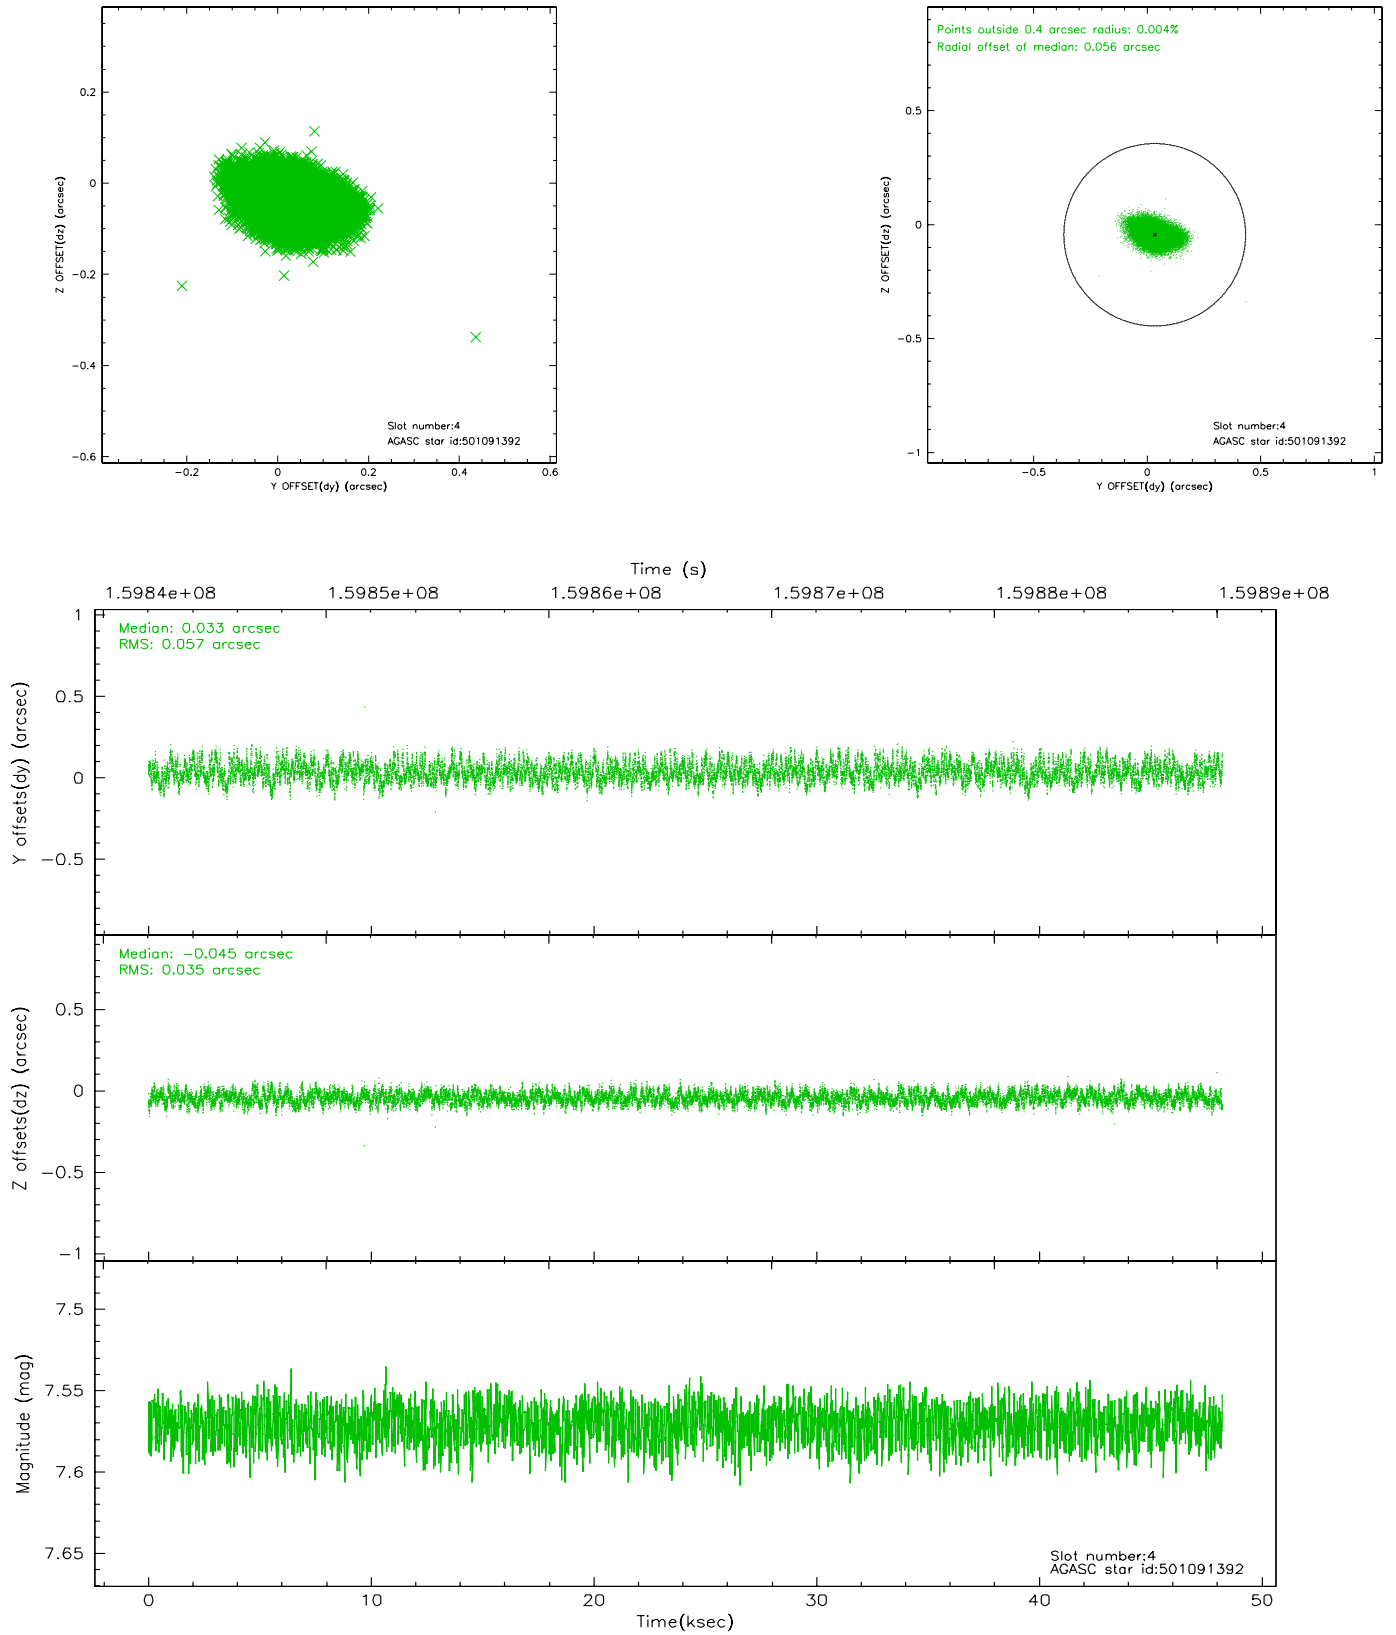 0.2
0
−0.2
−0.4
−0.6
Z OFFSET(dz) (arcsec)
Slot number:4
AGASC star id:501091392
−0.2 0 0.2 0.4 0.6
Y OFFSET(dy) (arcsec)
Points outside 0.4 arcsec radius: 0.004%
Radial offset of median: 0.056 arcsec
0.5
0
−0.5
−1
Z OFFSET(dz) (arcsec)
Slot number:4
AGASC star id:501091392
−0.5 0 0.5 1
Y OFFSET(dy) (arcsec)
Time (s)
1.5984e+08 1.5985e+08 1.5986e+08 1.5987e+08 1.5988e+08 1.5989e+08
Median: 0.033 arcsec
RMS: 0.057 arcsec
1
0.5
0
−0.5
Y offsets(dy) (arcsec)
Median: −0.045 arcsec
RMS: 0.035 arcsec
0.5
0
−0.5
−1
Z offsets(dz) (arcsec)
7.5
7.55
7.6
7.65
Magnitude (mag)
Slot number:4
AGASC star id:501091392
0 10 20 30 40 50
Time(ksec)